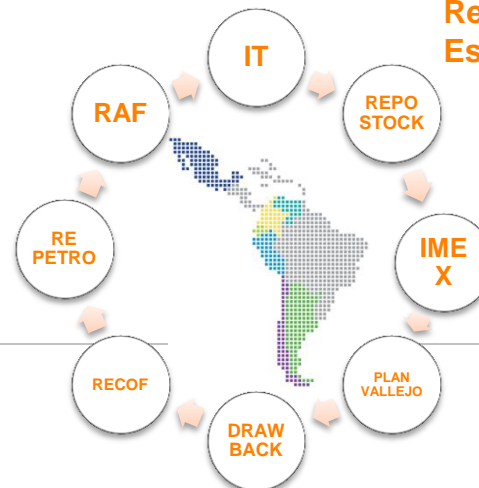 Re
Es
IT
REPO
STOCK
IME
X
PLAN
VALLEJO
DRAW
BACK
RECOF
RE
PETRO
RAF